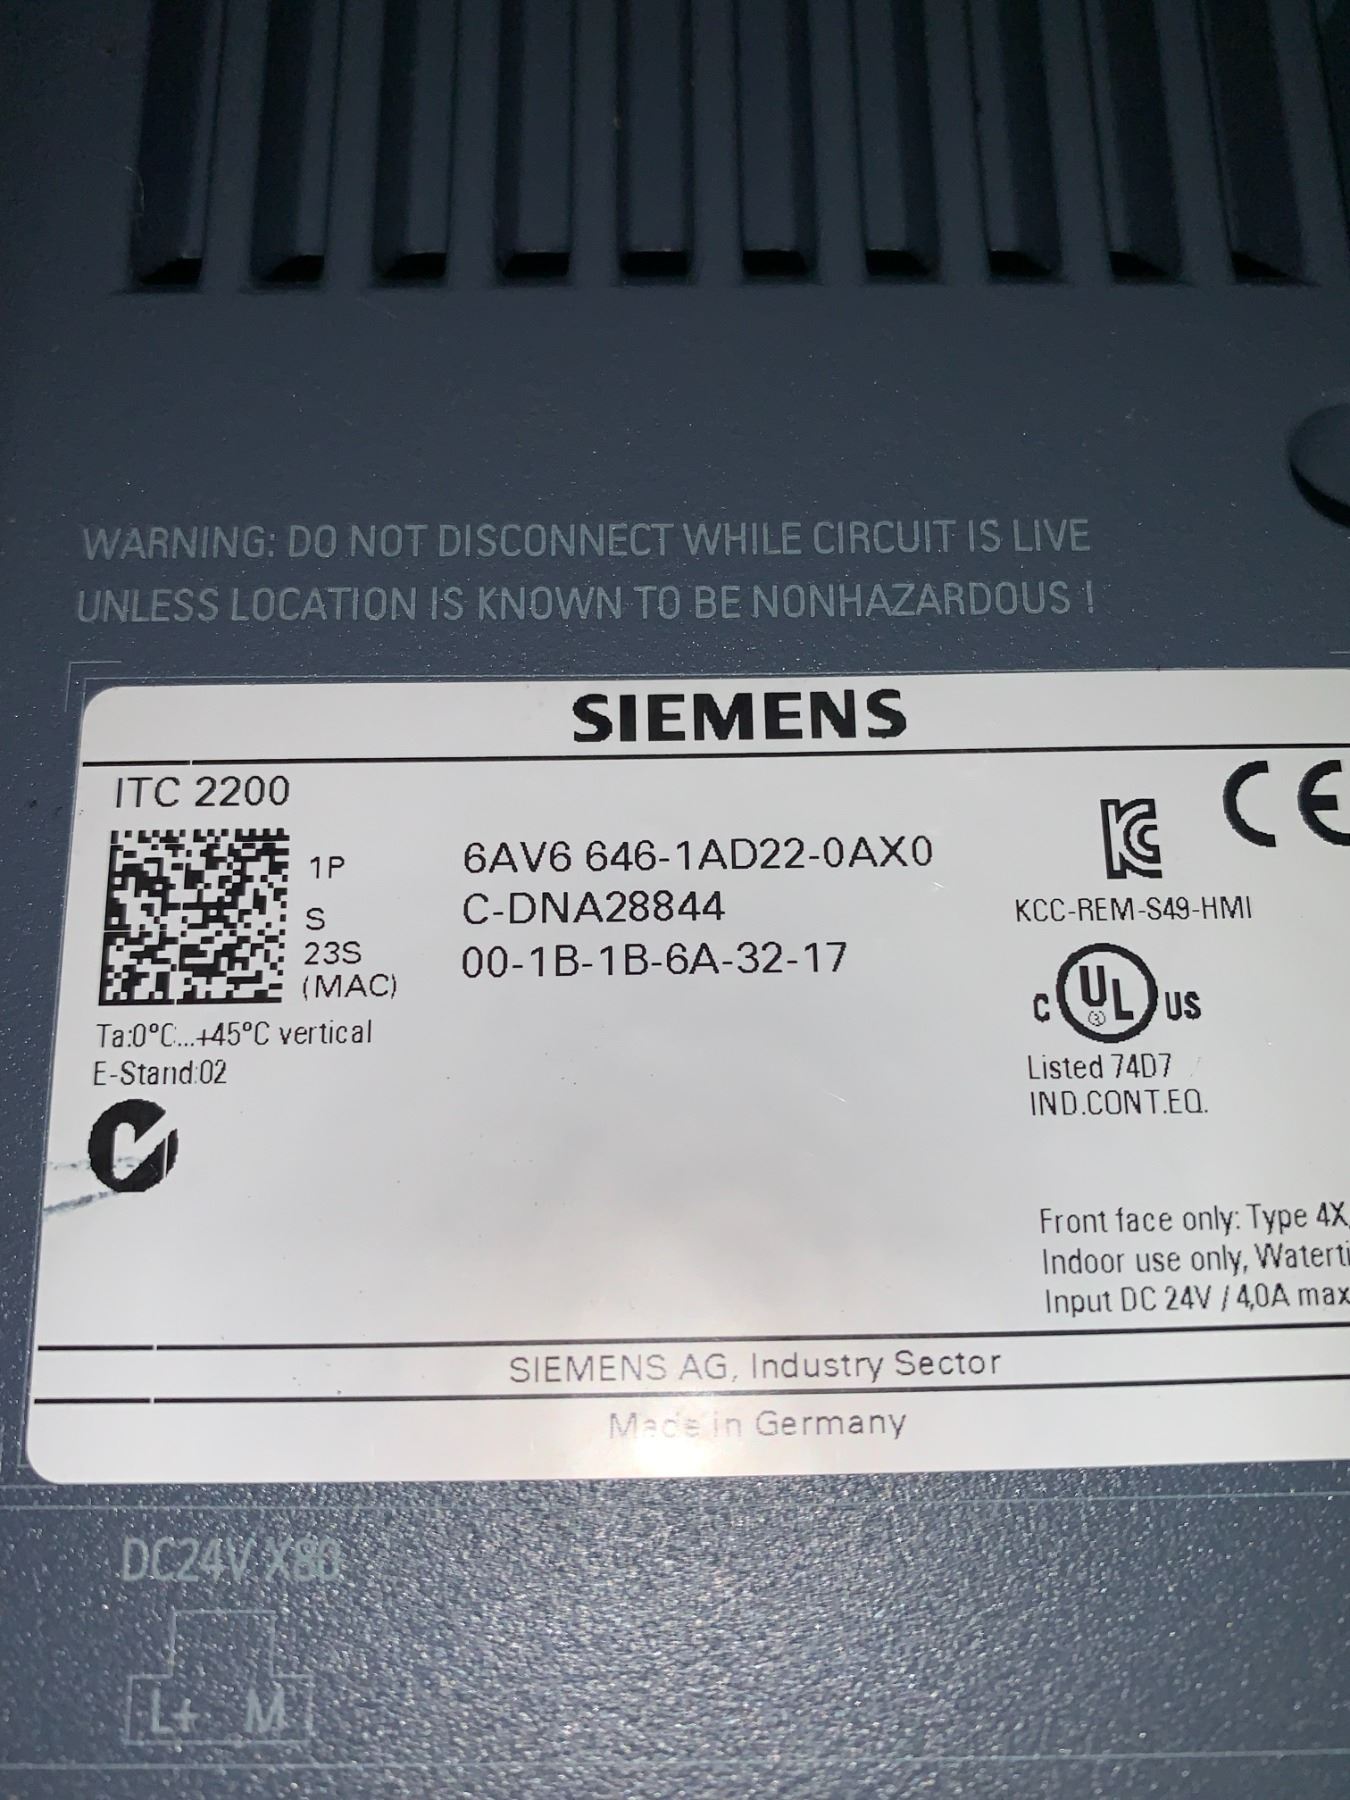 WARNING: DO NOT DISCONNECT WHILE CIRCUIT IS LIVE
UNLESS LOCATION IS KNOWN TO BE NONHAZARDOUS !
SIEMENS
ITC 2200
1P 6AV6 646-1AD22-0AX0
S C-DNA28844
23S 00-1B-1B-6A-32-17
(MAC)
Ta:0°C...+45°C vertical
E-Stand:02
CE
KCC-REM-S49-HMI
C UL US
Listed 74D7
IND.CONT.EQ.
Front face only: Type 4X,
Indoor use only, Waterti
Input DC 24V / 4,0A max
SIEMENS AG, Industry Sector
Made in Germany
DC24V X80
L+ M